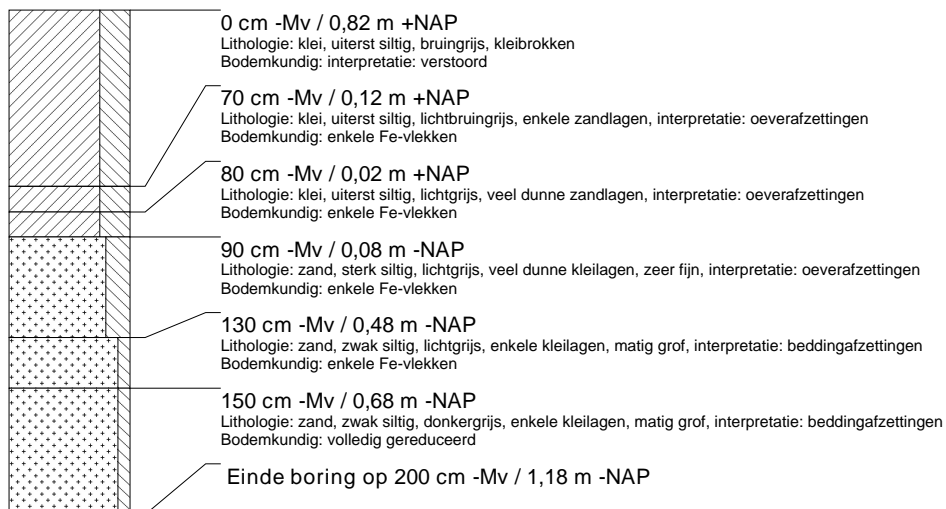 0 cm -Mv / 0,82 m +NAP
Lithologie: klei, uiterst siltig, bruingrijs, kleibrokken
Bodemkundig: interpretatie: verstoord
70 cm -Mv / 0,12 m +NAP
Lithologie: klei, uiterst siltig, lichtbruingrijs, enkele zandlagen, interpretatie: oeverafzettingen
Bodemkundig: enkele Fe-vlekken
80 cm -Mv / 0,02 m +NAP
Lithologie: klei, uiterst siltig, lichtgrijs, veel dunne zandlagen, interpretatie: oeverafzettingen
Bodemkundig: enkele Fe-vlekken
90 cm -Mv / 0,08 m -NAP
Lithologie: zand, sterk siltig, lichtgrijs, veel dunne kleilagen, zeer fijn, interpretatie: oeverafzettingen
Bodemkundig: enkele Fe-vlekken
130 cm -Mv / 0,48 m -NAP
Lithologie: zand, zwak siltig, lichtgrijs, enkele kleilagen, matig grof, interpretatie: beddingafzettingen
Bodemkundig: enkele Fe-vlekken
150 cm -Mv / 0,68 m -NAP
Lithologie: zand, zwak siltig, donkergrijs, enkele kleilagen, matig grof, interpretatie: beddingafzettingen
Bodemkundig: volledig gereduceerd
Einde boring op 200 cm -Mv / 1,18 m -NAP